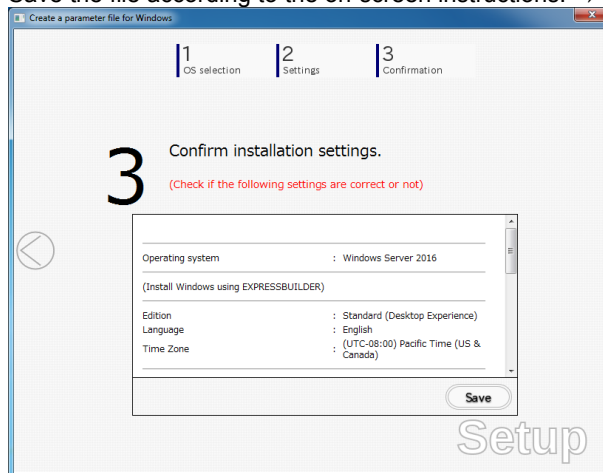 Save the file according to the on-screen instructions.
Create a parameter file for Windows
1 2 3
OS selection Settings Confirmation
3 Confirm installation settings.
(Check if the following settings are correct or not)
Operating system : Windows Server 2016
(Install Windows using EXPRESSBUILDER)
Edition : Standard (Desktop Experience)
Language : English
Time Zone : (UTC-08:00) Pacific Time (US &
Canada)
Save
Setup